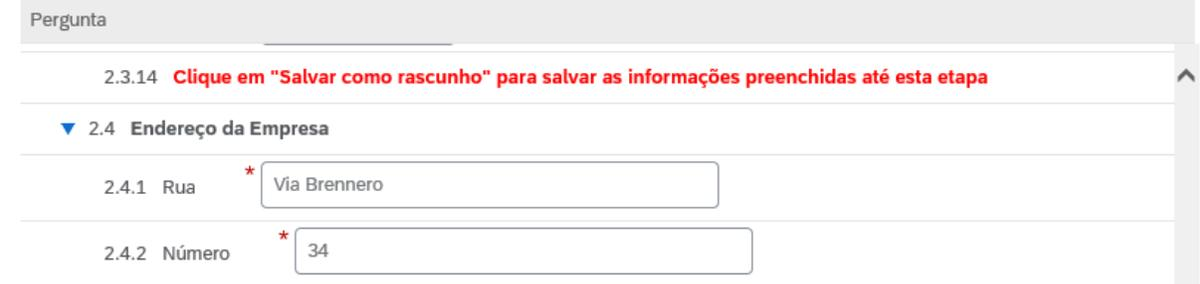 Pergunta
2.3.14 Clique em "Salvar como rascunho" para salvar as informações preenchidas até esta etapa
2.4 Endereço da Empresa
2.4.1 Rua * Via Brennero
2.4.2 Número * 34